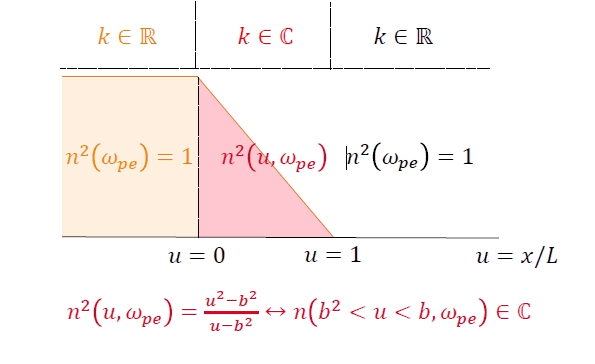 k ∈ ℝ k ∈ ℂ k ∈ ℝ
n²(ω_pe) = 1 n²(u, ω_pe) n²(ω_pe) = 1
u = 0 u = 1 u = x/L
n²(u, ω_pe) = (u²−b²)/(u−b²) ↔ n(b² < u < b, ω_pe) ∈ ℂ